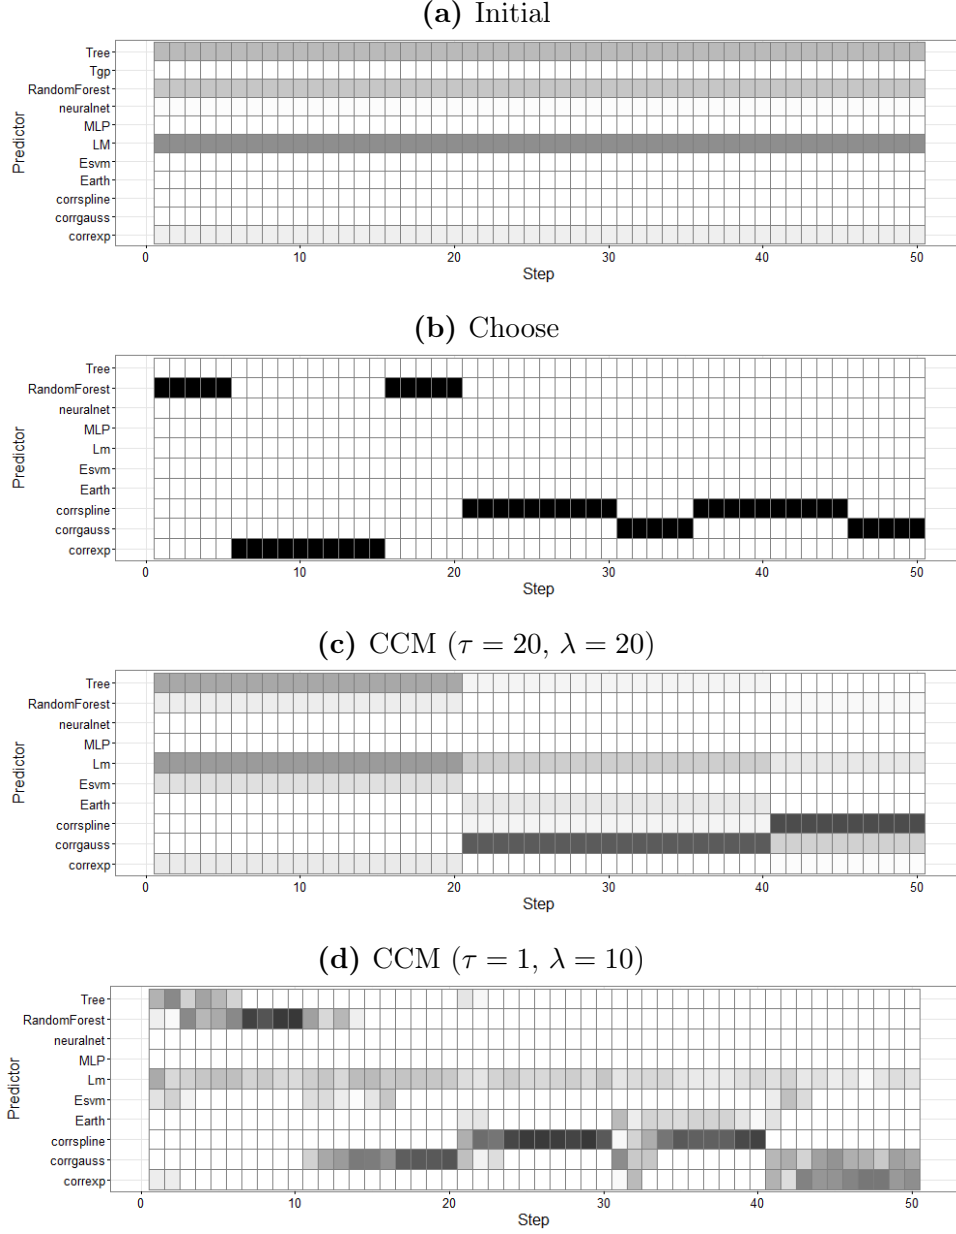 (a) Initial
Predictor
Tree
Tgp
RandomForest
neuralnet
MLP
LM
Esvm
Earth
corrspline
corrgauss
correxp
0 10 20 30 40 50
Step
(b) Choose
Predictor
Tree
RandomForest
neuralnet
MLP
Lm
Esvm
Earth
corrspline
corrgauss
correxp
0 10 20 30 40 50
Step
(c) CCM (τ = 20, λ = 20)
Predictor
Tree
RandomForest
neuralnet
MLP
Lm
Esvm
Earth
corrspline
corrgauss
correxp
0 10 20 30 40 50
Step
(d) CCM (τ = 1, λ = 10)
Predictor
Tree
RandomForest
neuralnet
MLP
Lm
Esvm
Earth
corrspline
corrgauss
correxp
0 10 20 30 40 50
Step